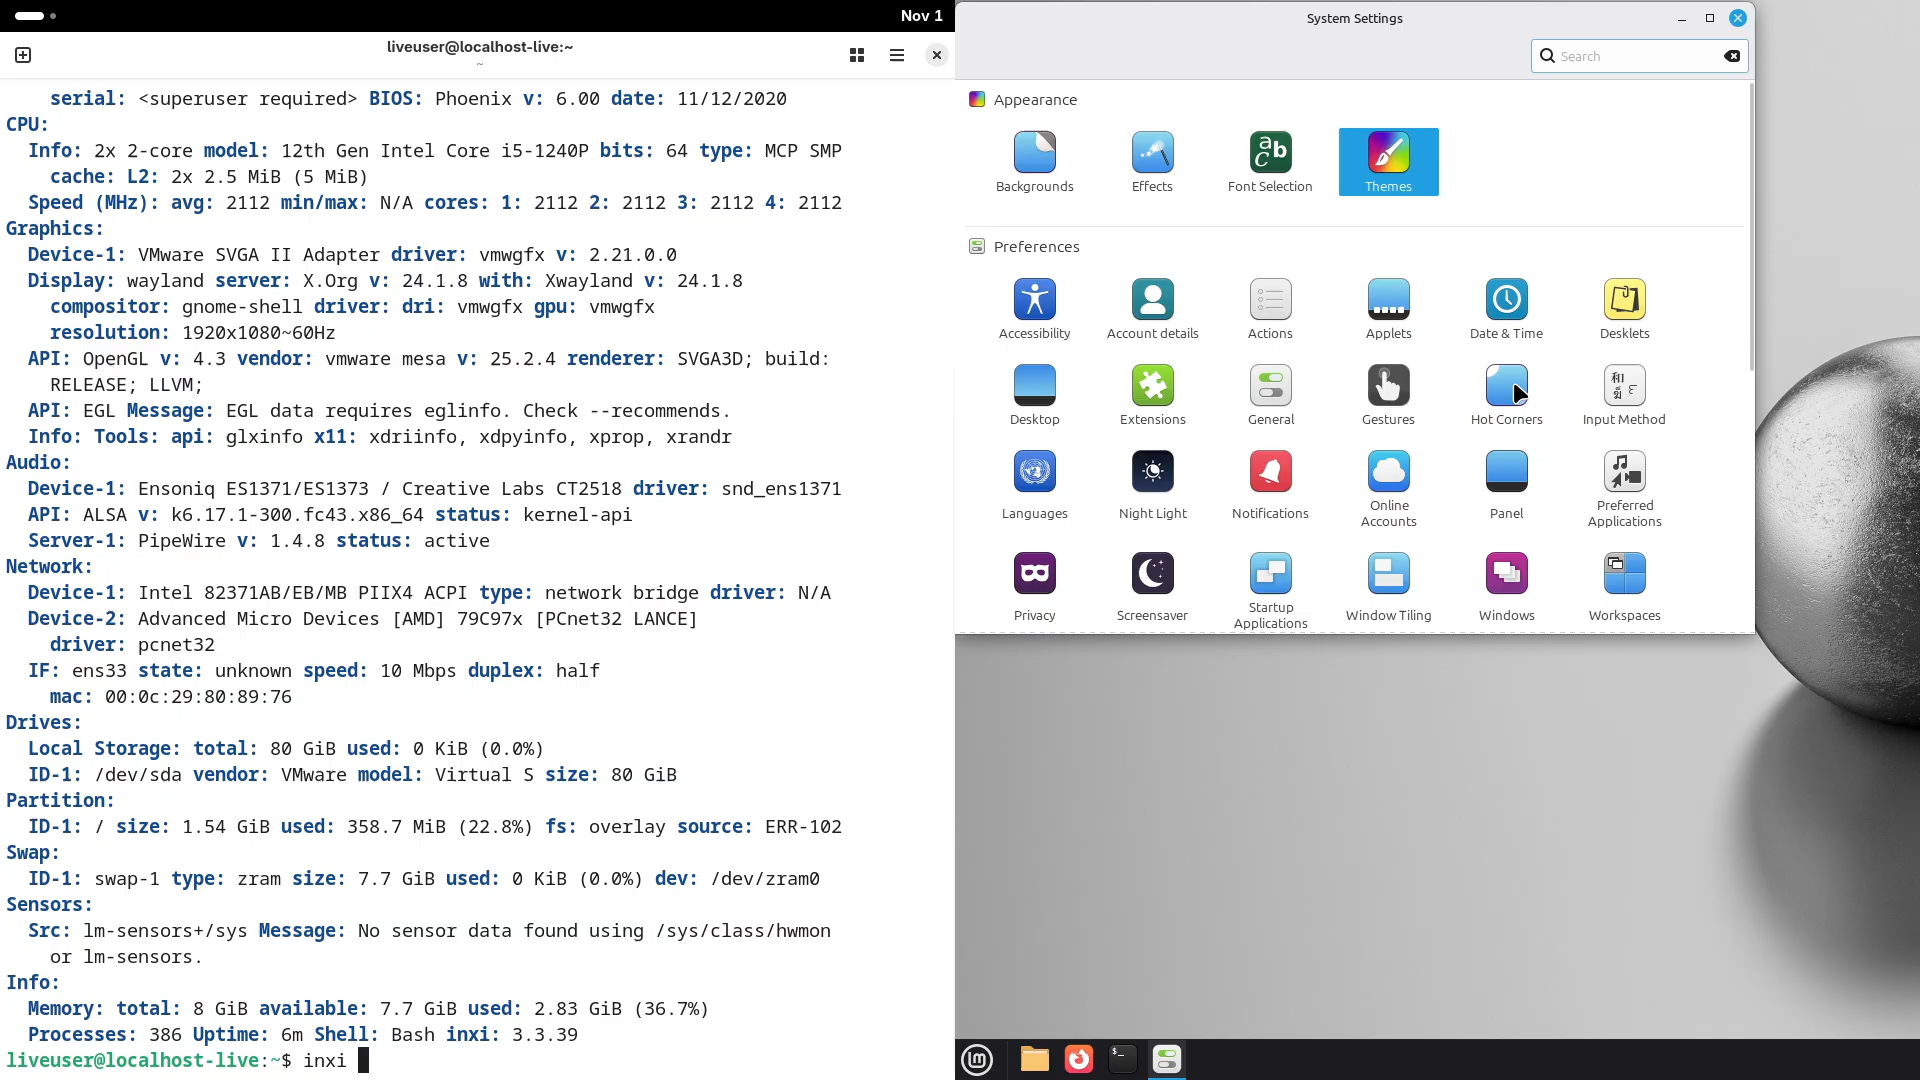 Nov 1
liveuser@localhost-live:~
~
serial: <superuser required> BIOS: Phoenix v: 6.00 date: 11/12/2020
CPU:
Info: 2x 2-core model: 12th Gen Intel Core i5-1240P bits: 64 type: MCP SMP
cache: L2: 2x 2.5 MiB (5 MiB)
Speed (MHz): avg: 2112 min/max: N/A cores: 1: 2112 2: 2112 3: 2112 4: 2112
Graphics:
Device-1: VMware SVGA II Adapter driver: vmwgfx v: 2.21.0.0
Display: wayland server: X.Org v: 24.1.8 with: Xwayland v: 24.1.8
compositor: gnome-shell driver: dri: vmwgfx gpu: vmwgfx
resolution: 1920x1080~60Hz
API: OpenGL v: 4.3 vendor: vmware mesa v: 25.2.4 renderer: SVGA3D; build:
RELEASE; LLVM;
API: EGL Message: EGL data requires eglinfo. Check --recommends.
Info: Tools: api: glxinfo x11: xdriinfo, xdpyinfo, xprop, xrandr
Audio:
Device-1: Ensoniq ES1371/ES1373 / Creative Labs CT2518 driver: snd_ens1371
API: ALSA v: k6.17.1-300.fc43.x86_64 status: kernel-api
Server-1: PipeWire v: 1.4.8 status: active
Network:
Device-1: Intel 82371AB/EB/MB PIIX4 ACPI type: network bridge driver: N/A
Device-2: Advanced Micro Devices [AMD] 79C97x [PCnet32 LANCE]
driver: pcnet32
IF: ens33 state: unknown speed: 10 Mbps duplex: half
mac: 00:0c:29:80:89:76
Drives:
Local Storage: total: 80 GiB used: 0 KiB (0.0%)
ID-1: /dev/sda vendor: VMware model: Virtual S size: 80 GiB
Partition:
ID-1: / size: 1.54 GiB used: 358.7 MiB (22.8%) fs: overlay source: ERR-102
Swap:
ID-1: swap-1 type: zram size: 7.7 GiB used: 0 KiB (0.0%) dev: /dev/zram0
Sensors:
Src: lm-sensors+/sys Message: No sensor data found using /sys/class/hwmon
or lm-sensors.
Info:
Memory: total: 8 GiB available: 7.7 GiB used: 2.83 GiB (36.7%)
Processes: 386 Uptime: 6m Shell: Bash inxi: 3.3.39
liveuser@localhost-live:~$ inxi
System Settings
Search
Appearance
Backgrounds Effects Font Selection Themes
Preferences
Accessibility Account details Actions Applets Date & Time Desklets
Desktop Extensions General Gestures Hot Corners Input Method
Languages Night Light Notifications Online Accounts Panel Preferred Applications
Privacy Screensaver Startup Applications Window Tiling Windows Workspaces